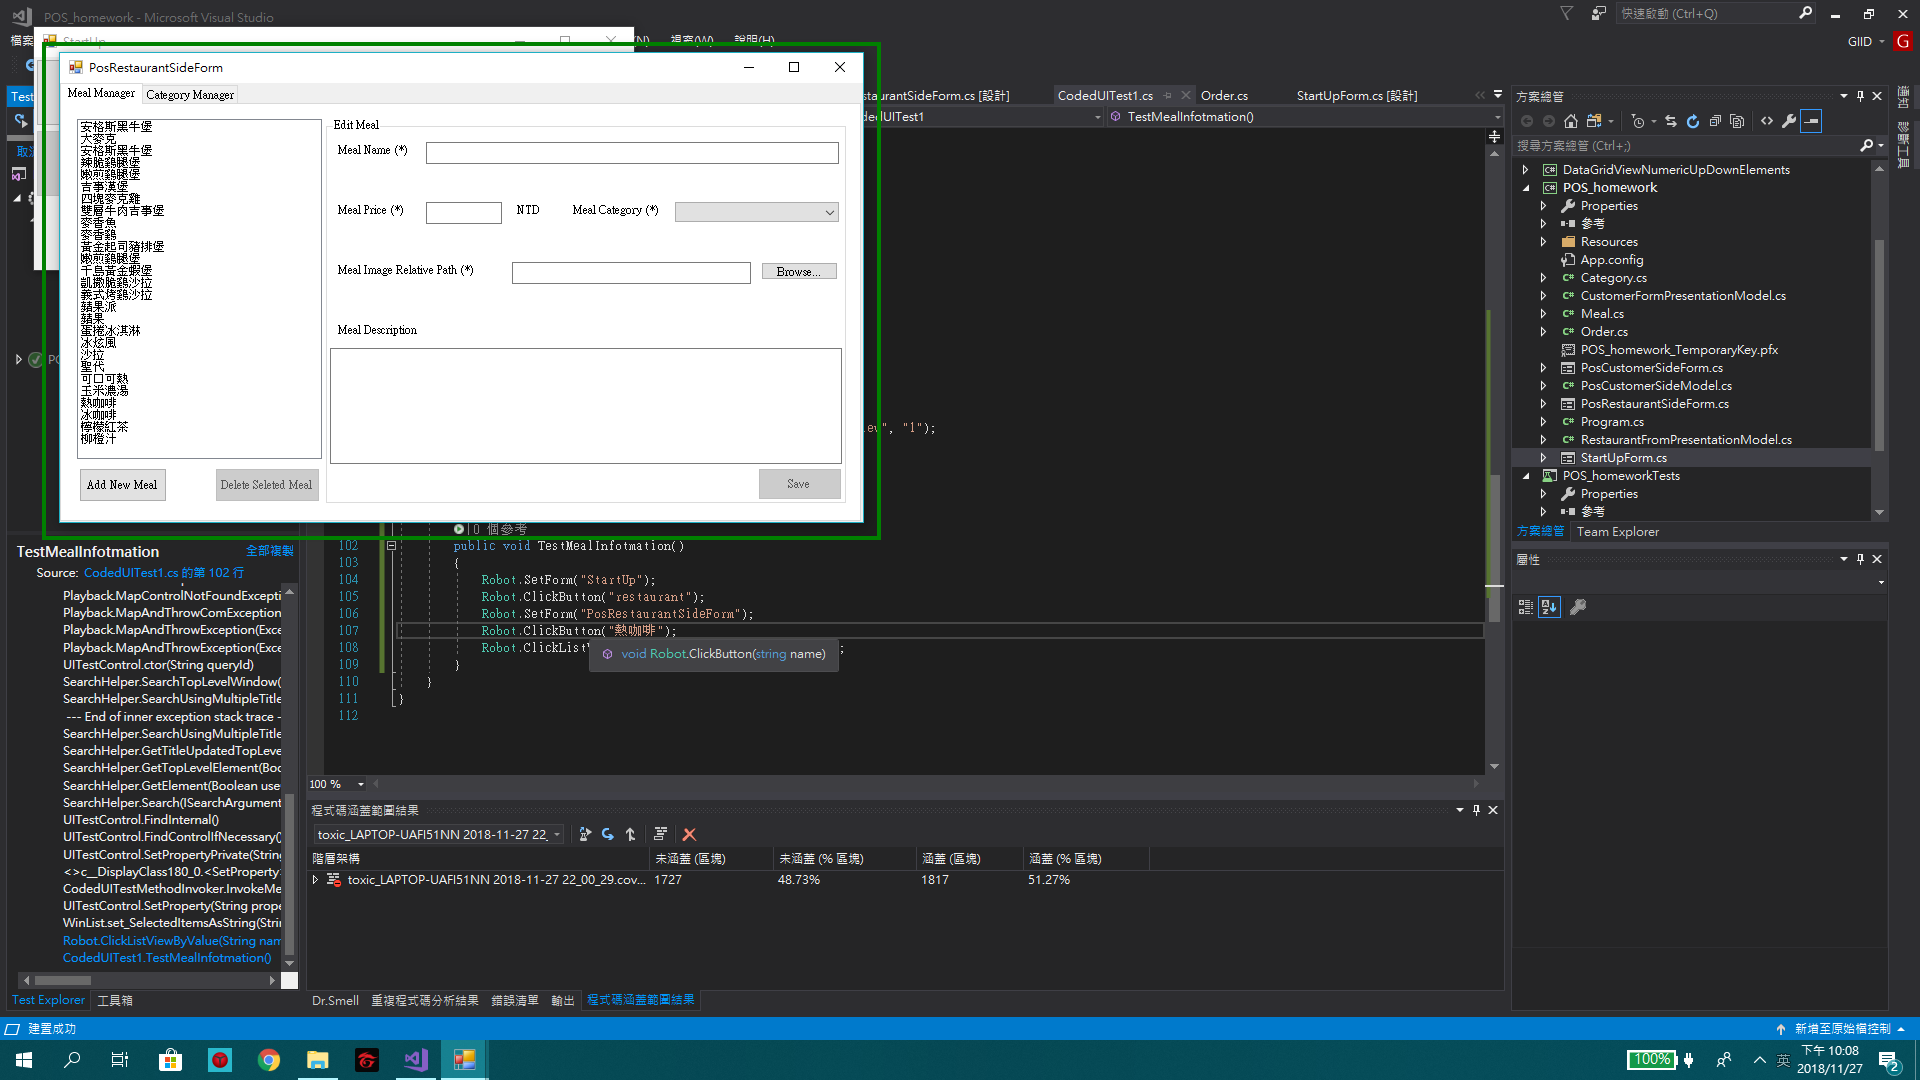 POS_homework - Microsoft Visual Studio
快速啟動 (Ctrl+Q)
檔案
StartUp
視窗(W)
說明(H)
GIID
G
PosRestaurantSideForm
Meal Manager
Category Manager
安格斯黑牛堡
大麥克
安格斯黑牛堡
辣脆鷄腿堡
嫩煎鷄腿堡
吉事漢堡
四塊麥克雞
雙層牛肉吉事堡
麥香魚
麥香鷄
黃金起司豬排堡
嫩煎鷄腿堡
千島黃金蝦堡
凱撒脆鷄沙拉
義式烤鷄沙拉
蘋果派
蘋果
蛋捲冰淇淋
冰炫風
沙拉
聖代
可口可熱
玉米濃湯
熱咖啡
冰咖啡
檸檬紅茶
柳橙汁
Add New Meal
Delete Seleted Meal
Edit Meal
Meal Name (*)
Meal Price (*)
NTD
Meal Category (*)
Meal Image Relative Path (*)
Browse...
Meal Description
Save
staurantSideForm.cs [設計]
CodedUITest1.cs
Order.cs
StartUpForm.cs [設計]
dedUITest1
TestMealInfotmation()
", "1");
0 個參考
102 public void TestMealInfotmation()
103 {
104 Robot.SetForm("StartUp");
105 Robot.ClickButton("restaurant");
106 Robot.SetForm("PosRestaurantSideForm");
107 Robot.ClickButton("熱咖啡");
108 Robot.ClickList
void Robot.ClickButton(string name)
109 }
110 }
111 }
112
100 %
TestMealInfotmation
全部複製
Source: CodedUITest1.cs 的第 102 行
Playback.MapControlNotFoundExcepti
Playback.MapAndThrowComException
Playback.MapAndThrowException(Exce
Playback.MapAndThrowException(Exce
UITestControl.ctor(String queryId)
SearchHelper.SearchTopLevelWindow(
SearchHelper.SearchUsingMultipleTitle
--- End of inner exception stack trace -
SearchHelper.SearchUsingMultipleTitle
SearchHelper.GetTitleUpdatedTopLeve
SearchHelper.GetTopLevelElement(Boo
SearchHelper.GetElement(Boolean use
SearchHelper.Search(ISearchArgument
UITestControl.FindInternal()
UITestControl.FindControlIfNecessary()
UITestControl.SetPropertyPrivate(String
<>c__DisplayClass180_0.<SetProperty>
CodedUITestMethodInvoker.InvokeMe
UITestControl.SetProperty(String prope
WinList.set_SelectedItemsAsString(Strin
Robot.ClickListViewByValue(String nam
CodedUITest1.TestMealInfotmation()
Test Explorer
工具箱
程式碼涵蓋範圍結果
toxic_LAPTOP-UAFI51NN 2018-11-27 22_
階層架構
未涵蓋 (區塊)
未涵蓋 (% 區塊)
涵蓋 (區塊)
涵蓋 (% 區塊)
toxic_LAPTOP-UAFI51NN 2018-11-27 22_00_29.cov...
1727
48.73%
1817
51.27%
Dr.Smell
重複程式碼分析結果
錯誤清單
輸出
程式碼涵蓋範圍結果
方案總管
搜尋方案總管 (Ctrl+;)
DataGridViewNumericUpDownElements
POS_homework
Properties
參考
Resources
App.config
Category.cs
CustomerFormPresentationModel.cs
Meal.cs
Order.cs
POS_homework_TemporaryKey.pfx
PosCustomerSideForm.cs
PosCustomerSideModel.cs
PosRestaurantSideForm.cs
Program.cs
RestaurantFromPresentationModel.cs
StartUpForm.cs
POS_homeworkTests
Properties
參考
方案總管
Team Explorer
屬性
通知
診斷工具
建置成功
新增至原始檔控制
100%
英
下午 10:08
2018/11/27
2